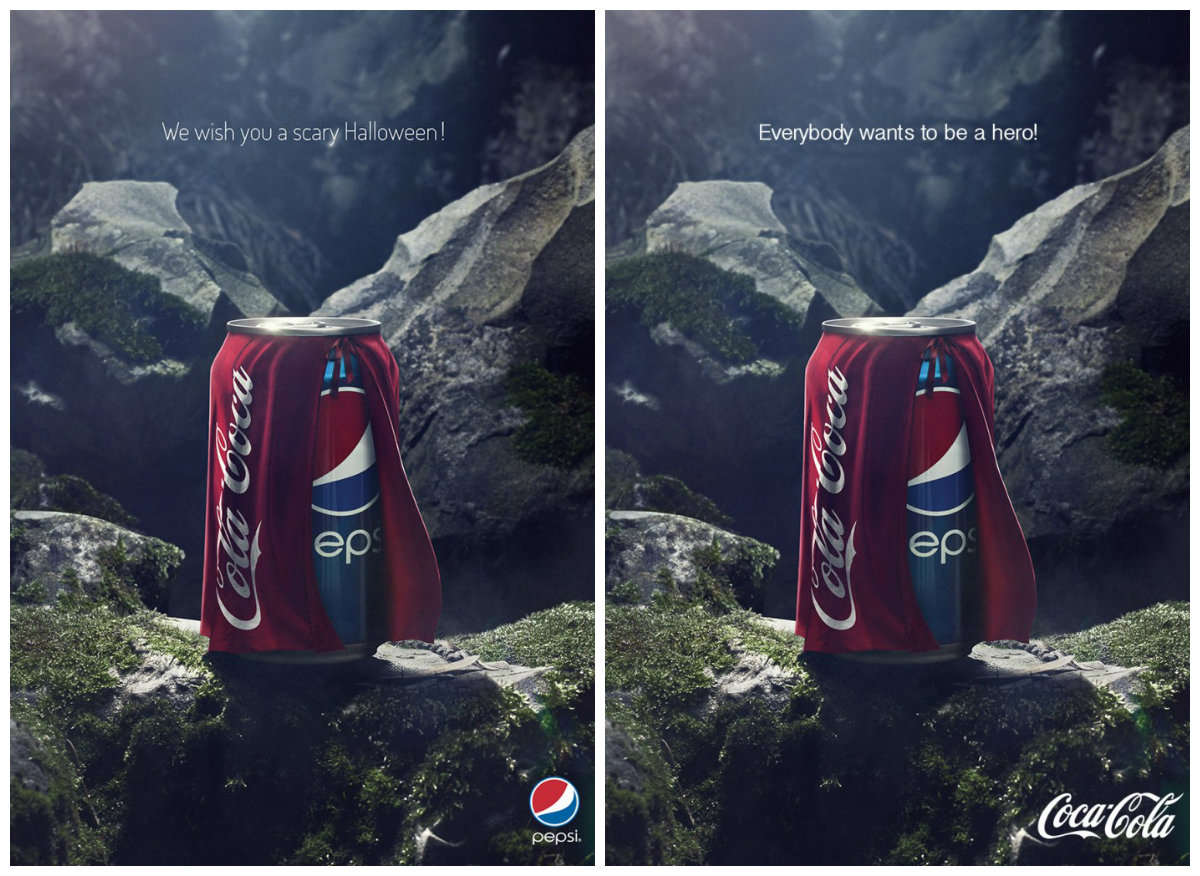 We wish you a scary Halloween!
Cola Coca
eps
pepsi®
Everybody wants to be a hero!
Cola Coca
eps
Coca-Cola